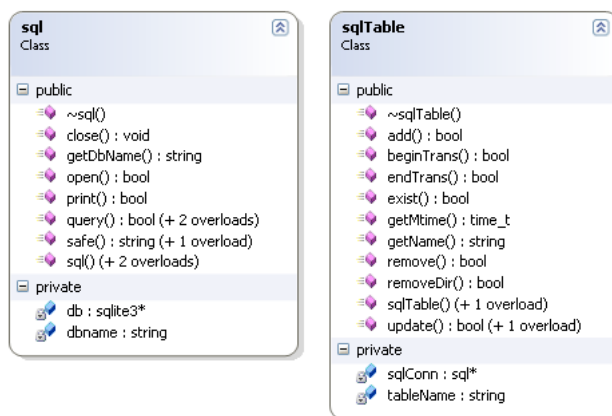 sql
Class
public
~sql()
close() : void
getDbName() : string
open() : bool
print() : bool
query() : bool (+ 2 overloads)
safe() : string (+ 1 overload)
sql() (+ 2 overloads)
private
db : sqlite3*
dbname : string
sqlTable
Class
public
~sqlTable()
add() : bool
beginTrans() : bool
endTrans() : bool
exist() : bool
getMtime() : time_t
getName() : string
remove() : bool
removeDir() : bool
sqlTable() (+ 1 overload)
update() : bool (+ 1 overload)
private
sqlConn : sql*
tableName : string